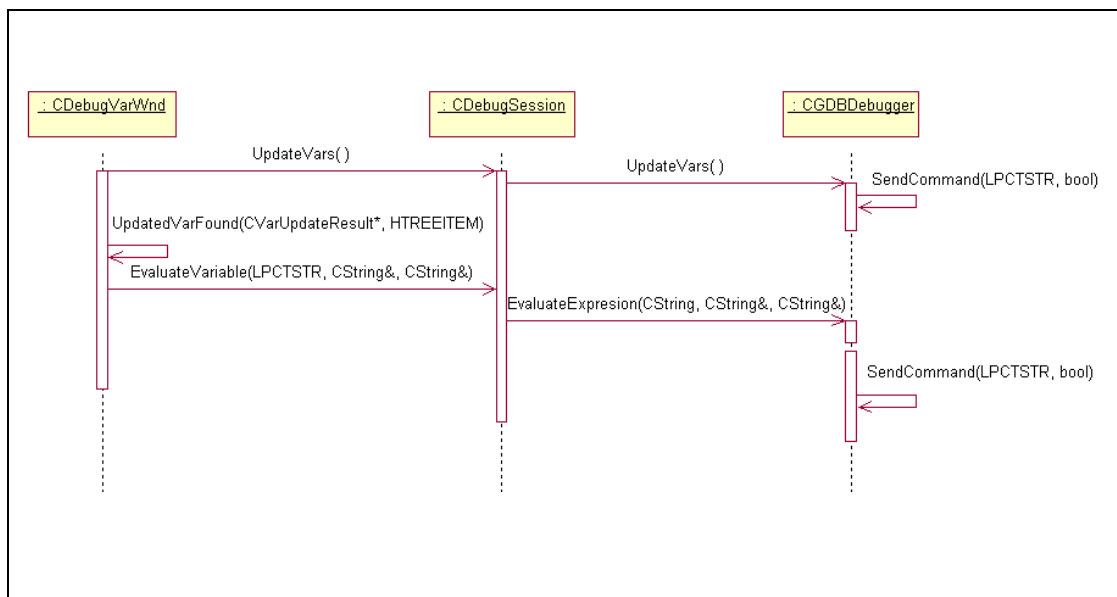 : CDebugVarWnd
: CDebugSession
: CGDBDebugger
UpdateVars( )
UpdateVars( )
SendCommand(LPCTSTR, bool)
UpdatedVarFound(CVarUpdateResult*, HTREEITEM)
EvaluateVariable(LPCTSTR, CString&, CString&)
EvaluateExpresion(CString, CString&, CString&)
SendCommand(LPCTSTR, bool)